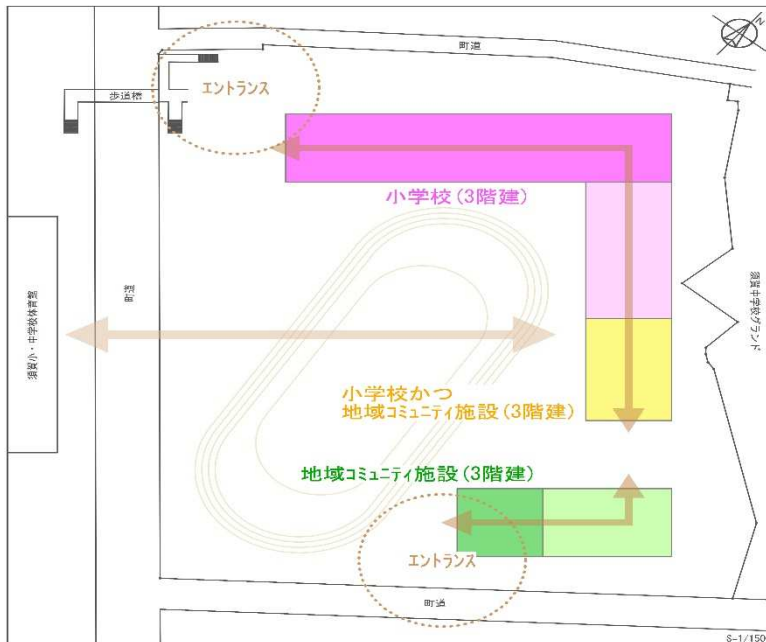 N
町道
エントランス
歩道橋
小学校(3階建)
須賀小・中学校体育館
町道
須賀中学校グランド
小学校かつ
地域コミュニティ施設(3階建)
地域コミュニティ施設(3階建)
エントランス
町道
S-1/150